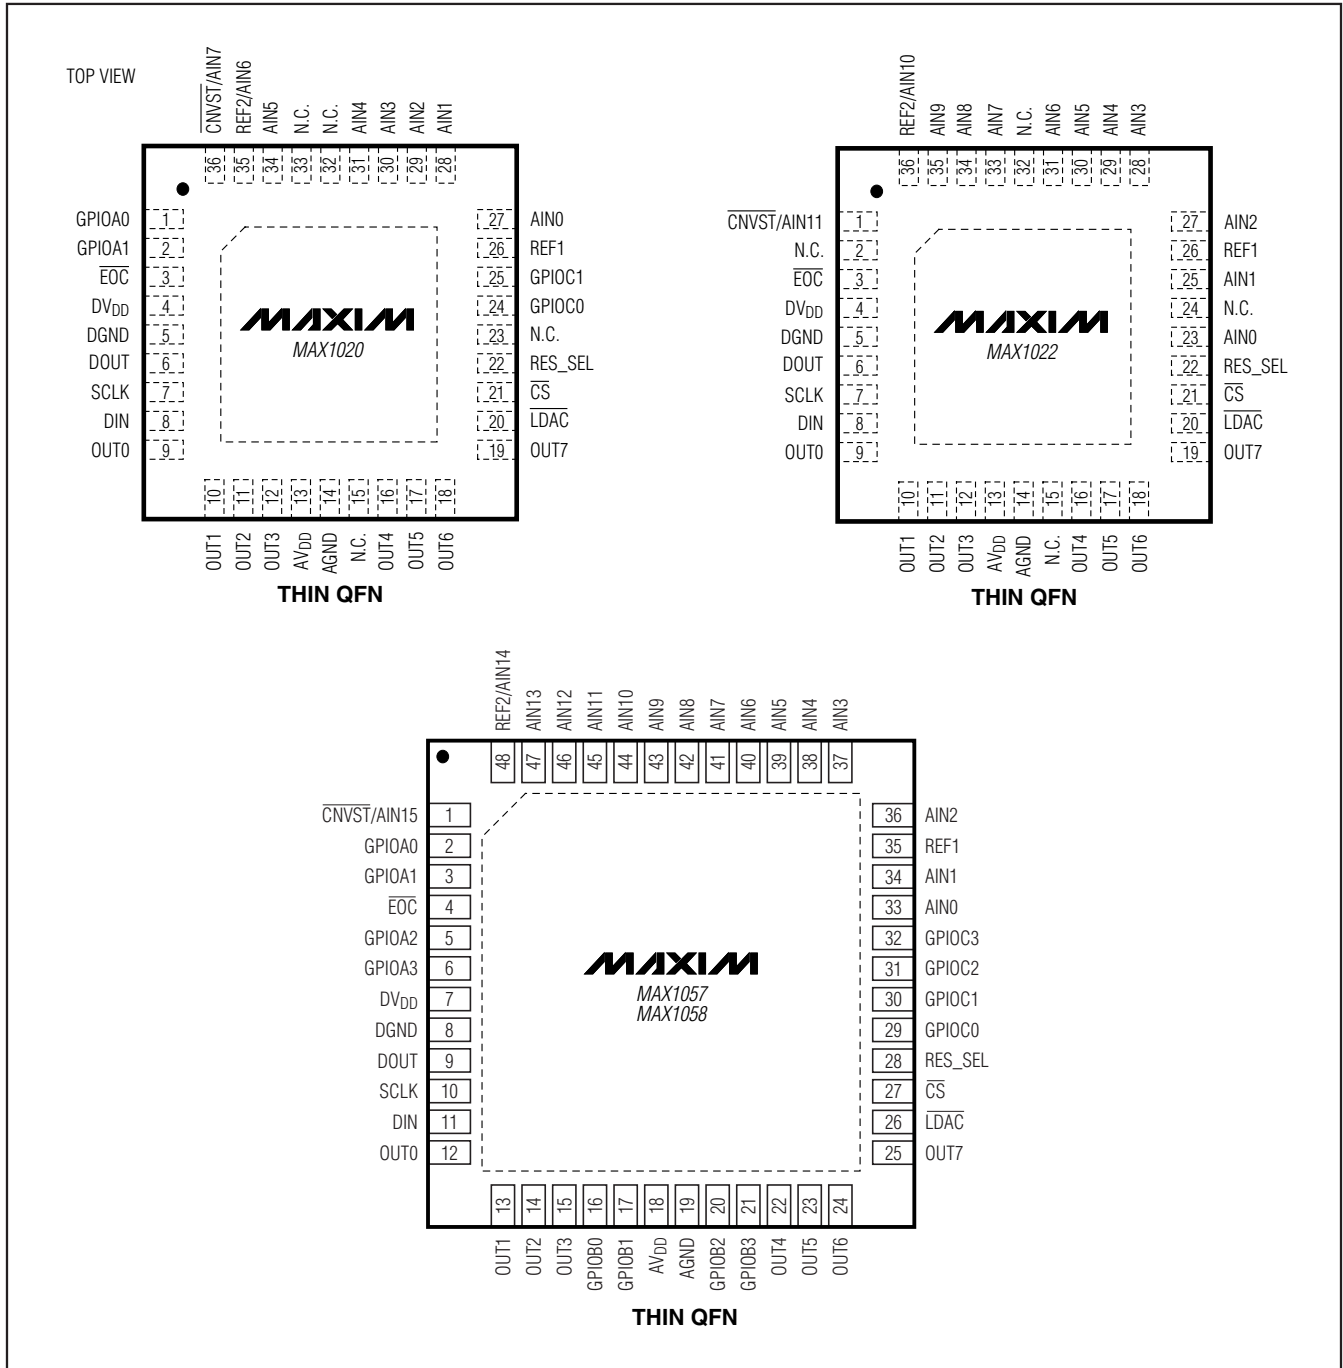 TOP VIEW
C̅N̅V̅S̅T̅/AIN7
REF2/AIN6
AIN5
N.C.
N.C.
AIN4
AIN3
AIN2
AIN1
36 35 34 33 32 31 30 29 28
GPIOA0 1
GPIOA1 2
E̅O̅C̅ 3
DVDD 4
DGND 5
DOUT 6
SCLK 7
DIN 8
OUT0 9
MAXIM
MAX1020
27 AIN0
26 REF1
25 GPIOC1
24 GPIOC0
23 N.C.
22 RES_SEL
21 C̅S̅
20 L̅D̅A̅C̅
19 OUT7
10 11 12 13 14 15 16 17 18
OUT1
OUT2
OUT3
AVDD
AGND
N.C.
OUT4
OUT5
OUT6
THIN QFN
REF2/AIN10
AIN9
AIN8
AIN7
N.C.
AIN6
AIN5
AIN4
AIN3
36 35 34 33 32 31 30 29 28
C̅N̅V̅S̅T̅/AIN11 1
N.C. 2
E̅O̅C̅ 3
DVDD 4
DGND 5
DOUT 6
SCLK 7
DIN 8
OUT0 9
MAXIM
MAX1022
27 AIN2
26 REF1
25 AIN1
24 N.C.
23 AIN0
22 RES_SEL
21 C̅S̅
20 L̅D̅A̅C̅
19 OUT7
10 11 12 13 14 15 16 17 18
OUT1
OUT2
OUT3
AVDD
AGND
N.C.
OUT4
OUT5
OUT6
THIN QFN
REF2/AIN14
AIN13
AIN12
AIN11
AIN10
AIN9
AIN8
AIN7
AIN6
AIN5
AIN4
AIN3
48 47 46 45 44 43 42 41 40 39 38 37
C̅N̅V̅S̅T̅/AIN15 1
GPIOA0 2
GPIOA1 3
E̅O̅C̅ 4
GPIOA2 5
GPIOA3 6
DVDD 7
DGND 8
DOUT 9
SCLK 10
DIN 11
OUT0 12
MAXIM
MAX1057
MAX1058
36 AIN2
35 REF1
34 AIN1
33 AIN0
32 GPIOC3
31 GPIOC2
30 GPIOC1
29 GPIOC0
28 RES_SEL
27 C̅S̅
26 L̅D̅A̅C̅
25 OUT7
13 14 15 16 17 18 19 20 21 22 23 24
OUT1
OUT2
OUT3
GPIOB0
GPIOB1
AVDD
AGND
GPIOB2
GPIOB3
OUT4
OUT5
OUT6
THIN QFN